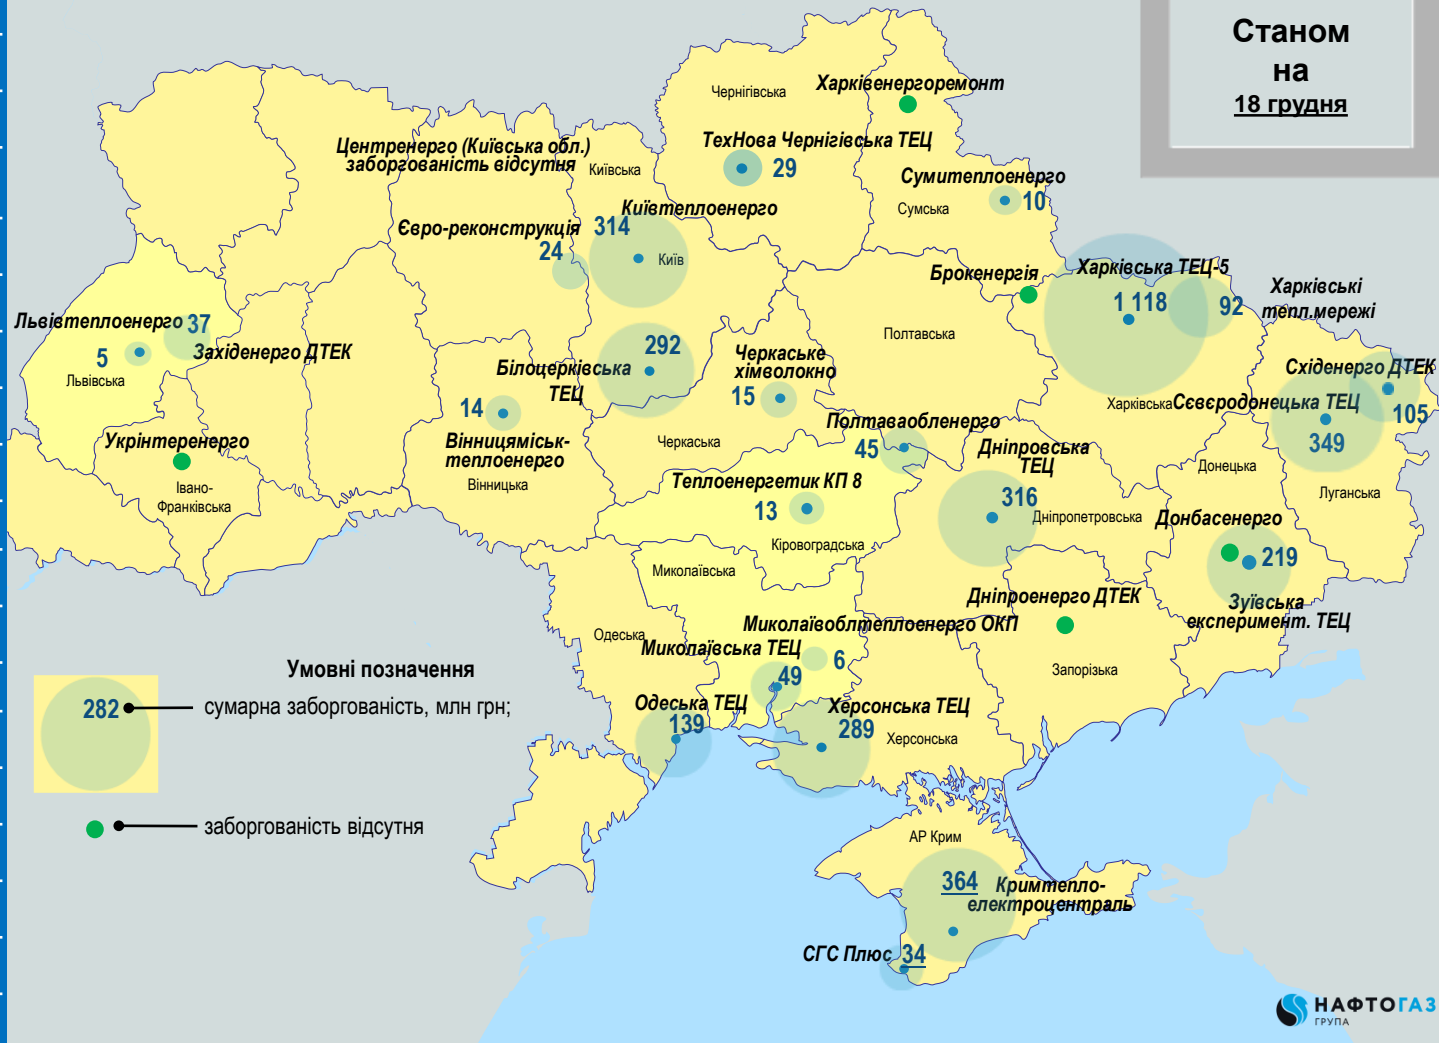 Станом
на
18 грудня
Чернігівська
Харківенергоремонт
Центренерго (Київська обл.)
заборгованість відсутня
Київська
ТехНова Чернігівська ТЕЦ
29
Сумитеплоенерго
10
Сумська
Київтеплоенерго
314
Київ
Євро-реконструкція
24
Брокенергія
Харківська ТЕЦ-5
1 118
92
Харківські
тепл.мережі
Львівтеплоенерго
37
5
Західенерго ДТЕК
Львівська
Полтавська
292
Білоцерківська
ТЕЦ
Черкаське
хімволокно
15
Східенерго ДТЕК
105
Харківська
Сєвєродонецька ТЕЦ
349
14
Вінницяміськ-
теплоенерго
Вінницька
Черкаська
Полтаваобленерго
45
Дніпровська
ТЕЦ
316
Дніпропетровська
Укрінтеренерго
Івано-
Франківська
Теплоенергетик КП 8
13
Кіровоградська
Донецька
Луганська
Донбасенерго
219
Зуївська
експеримент. ТЕЦ
Миколаївська
Дніпроенерго ДТЕК
Запорізька
Одеська
Миколаївоблтеплоенерго ОКП
6
Миколаївська ТЕЦ
49
Одеська ТЕЦ
139
Херсонська ТЕЦ
289
Херсонська
Умовні позначення
282
сумарна заборгованість, млн грн;
заборгованість відсутня
АР Крим
364
Кримтепло-
електроцентраль
СГС Плюс
34
НАФТОГАЗ
ГРУПА